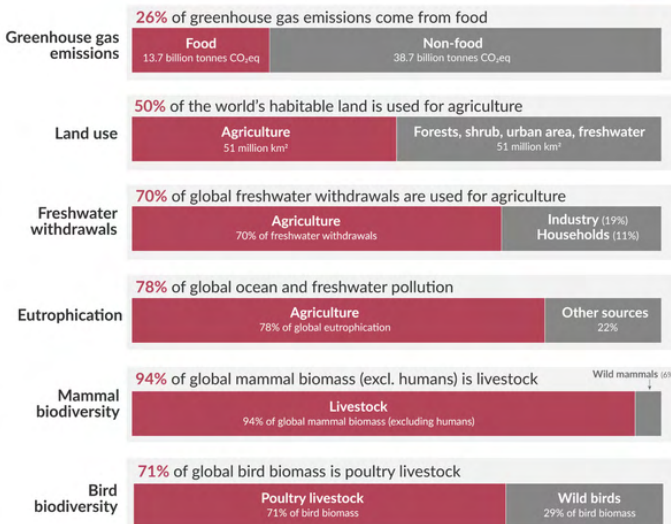 26% of greenhouse gas emissions come from food
Greenhouse gas
emissions
Food
13.7 billion tonnes CO₂eq
Non-food
38.7 billion tonnes CO₂eq
50% of the world's habitable land is used for agriculture
Land use
Agriculture
51 million km²
Forests, shrub, urban area, freshwater
51 million km²
70% of global freshwater withdrawals are used for agriculture
Freshwater
withdrawals
Agriculture
70% of freshwater withdrawals
Industry (19%)
Households (11%)
78% of global ocean and freshwater pollution
Eutrophication
Agriculture
78% of global eutrophication
Other sources
22%
94% of global mammal biomass (excl. humans) is livestock
Wild mammals (6%
Mammal
biodiversity
Livestock
94% of global mammal biomass (excluding humans)
71% of global bird biomass is poultry livestock
Bird
biodiversity
Poultry livestock
71% of bird biomass
Wild birds
29% of bird biomass